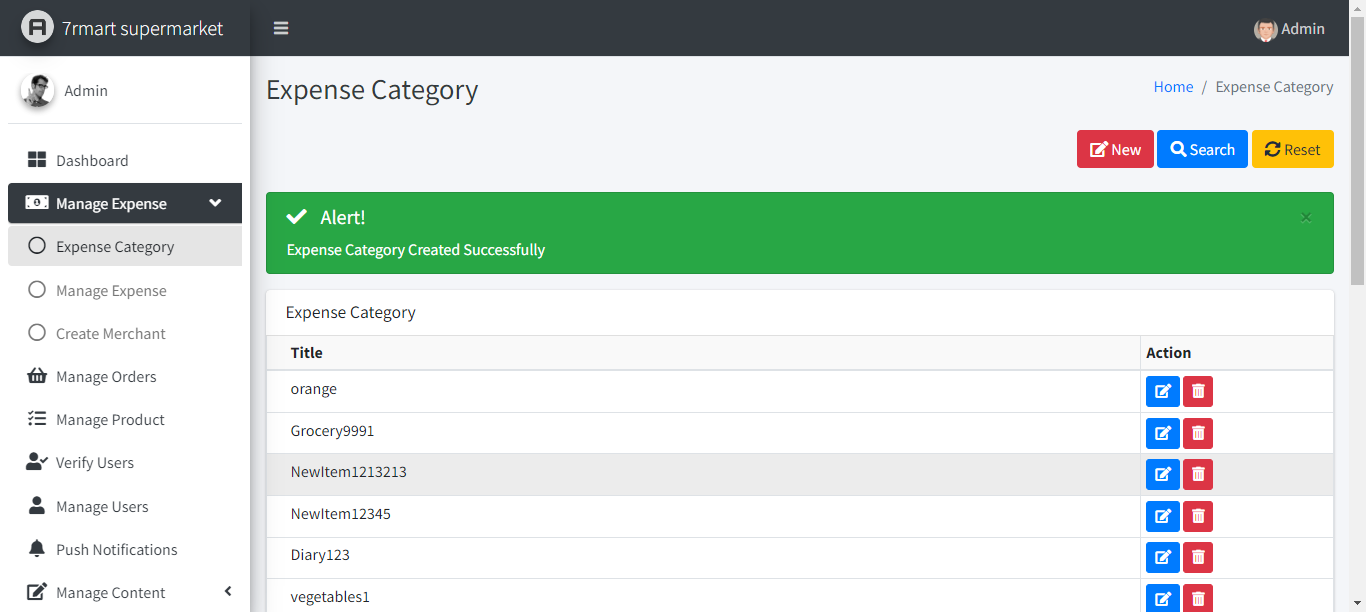 7rmart supermarket
Admin
Admin
Expense Category
Home / Expense Category
Dashboard
Manage Expense
Expense Category
Manage Expense
Create Merchant
Manage Orders
Manage Product
Verify Users
Manage Users
Push Notifications
Manage Content
New
Search
Reset
Alert!
×
Expense Category Created Successfully
Expense Category
Title Action
orange
Grocery9991
NewItem1213213
NewItem12345
Diary123
vegetables1